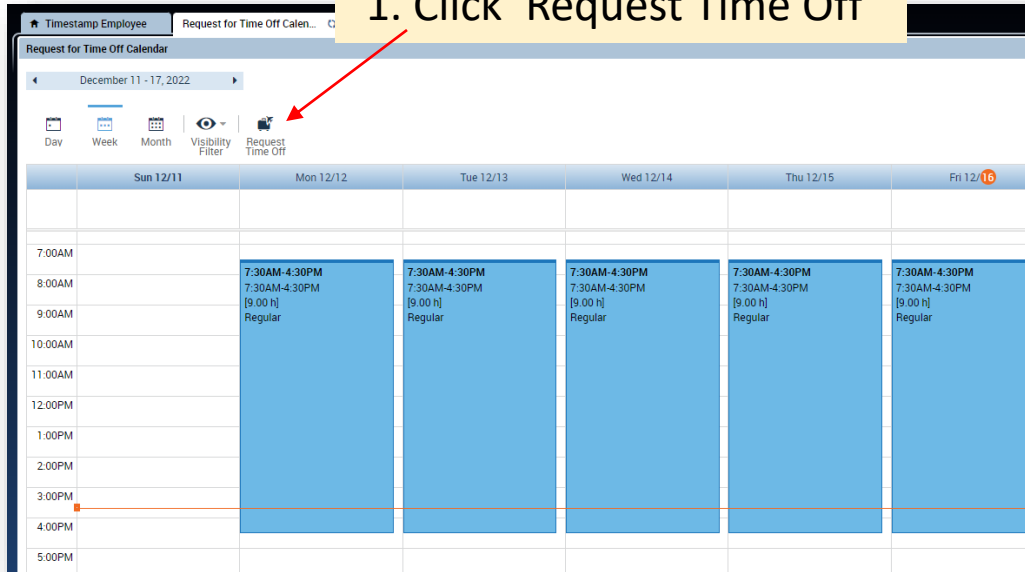 1. Click "Request Time Off"
Timestamp Employee
Request for Time Off Calen...
Request for Time Off Calendar
December 11 - 17, 2022
Day
Week
Month
Visibility
Filter
Request
Time Off
Sun 12/11
Mon 12/12
Tue 12/13
Wed 12/14
Thu 12/15
Fri 12/16
7:00AM
8:00AM
9:00AM
10:00AM
11:00AM
12:00PM
1:00PM
2:00PM
3:00PM
4:00PM
5:00PM
7:30AM-4:30PM
7:30AM-4:30PM
[9.00 h]
Regular
7:30AM-4:30PM
7:30AM-4:30PM
[9.00 h]
Regular
7:30AM-4:30PM
7:30AM-4:30PM
[9.00 h]
Regular
7:30AM-4:30PM
7:30AM-4:30PM
[9.00 h]
Regular
7:30AM-4:30PM
7:30AM-4:30PM
[9.00 h]
Regular